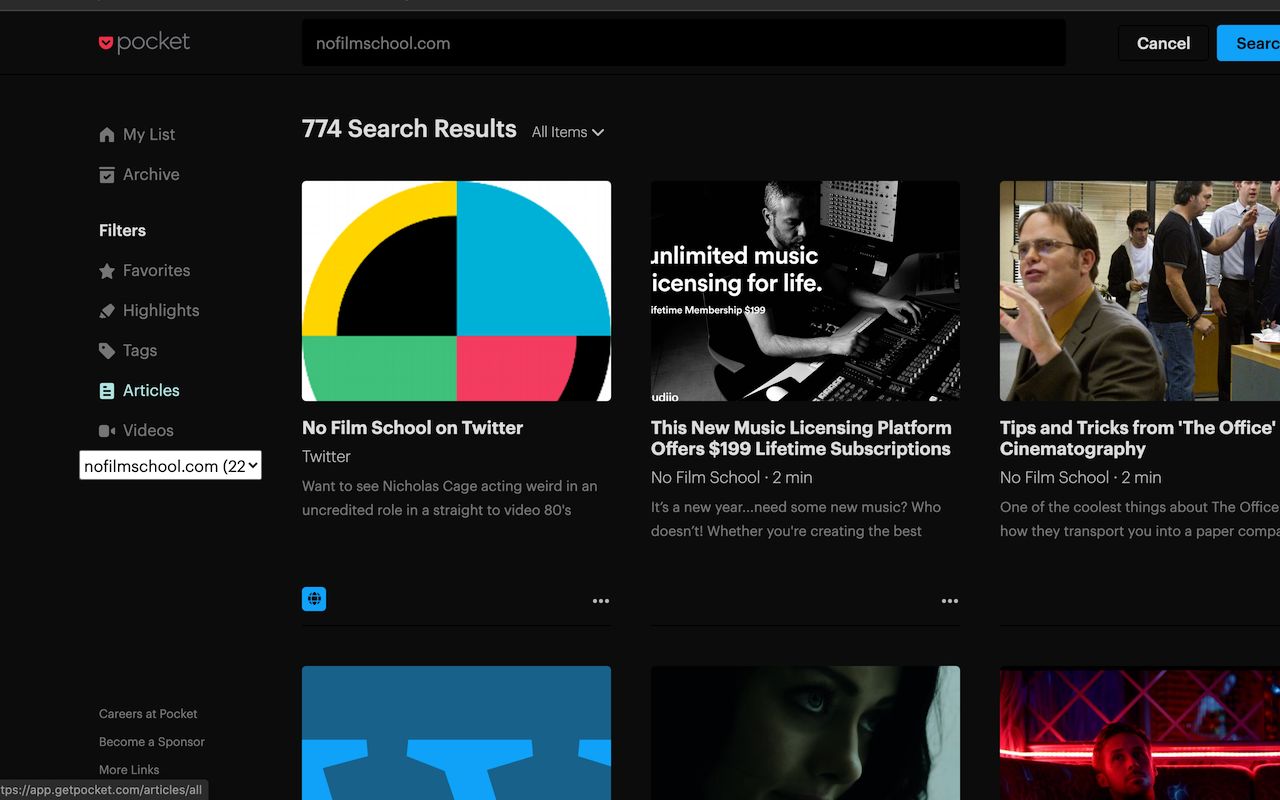 pocket
nofilmschool.com
Cancel
Searc
My List
Archive
Filters
Favorites
Highlights
Tags
Articles
Videos
nofilmschool.com (22
774 Search Results
All Items
unlimited music
licensing for life.
ifetime Membership $199
udiio
No Film School on Twitter
Twitter
Want to see Nicholas Cage acting weird in an
uncredited role in a straight to video 80's
This New Music Licensing Platform
Offers $199 Lifetime Subscriptions
No Film School · 2 min
It's a new year...need some new music? Who
doesn't! Whether you're creating the best
Tips and Tricks from 'The Office'
Cinematography
No Film School · 2 min
One of the coolest things about The Office
how they transport you into a paper compa
Careers at Pocket
Become a Sponsor
More Links
tps://app.getpocket.com/articles/all